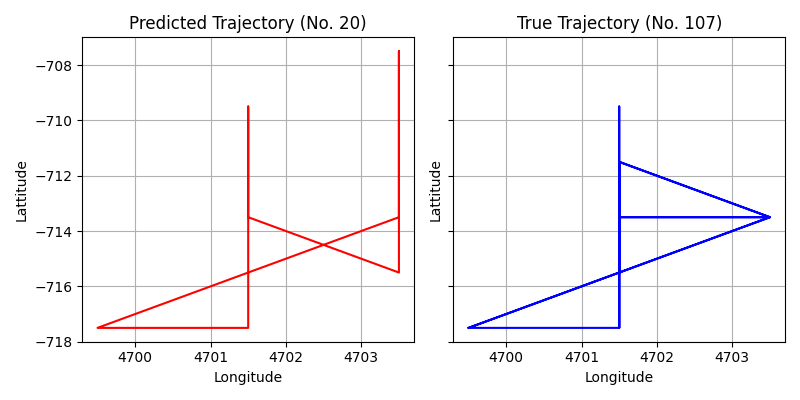 Predicted Trajectory (No. 20)
True Trajectory (No. 107)
Lattitude
−708
−710
−712
−714
−716
−718
4700
4701
4702
4703
Longitude
Lattitude
4700
4701
4702
4703
Longitude